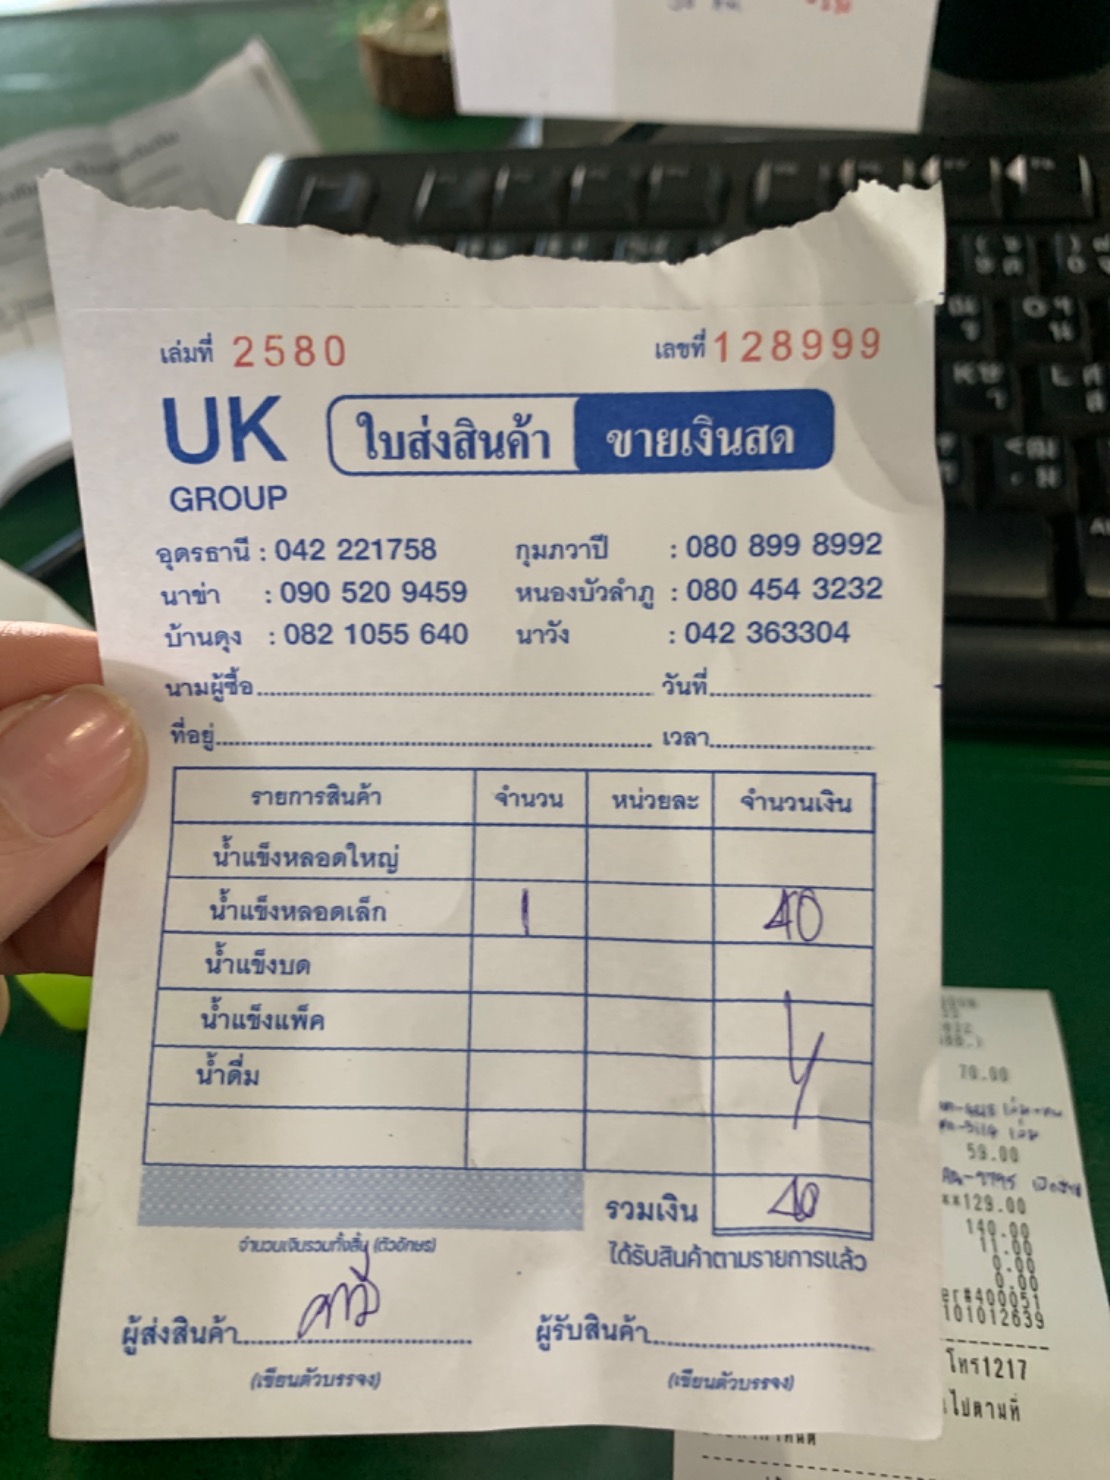 เล่มที่ 2580 เลขที่ 128999
UK GROUP
ใบส่งสินค้า ขายเงินสด
อุดรธานี : 042 221758 กุมภวาปี : 080 899 8992
นาข่า : 090 520 9459 หนองบัวลำภู : 080 454 3232
บ้านดุง : 082 1055 640 นาวัง : 042 363304
นามผู้ซื้อ วันที่
ที่อยู่ เวลา
รายการสินค้า จำนวน หน่วยละ จำนวนเงิน
น้ำแข็งหลอดใหญ่
น้ำแข็งหลอดเล็ก 1 40
น้ำแข็งบด
น้ำแข็งแพ็ค
น้ำดื่ม
รวมเงิน 40
จำนวนเงินรวมทั้งสิ้น (ตัวอักษร) ได้รับสินค้าตามรายการแล้ว
ผู้ส่งสินค้า ผู้รับสินค้า
(เขียนตัวบรรจง) (เขียนตัวบรรจง)
70.00
59.00
**129.00
140.00
11.00
0.00
0.00
er#400051
101012639
โทร1217
ไปตามที่